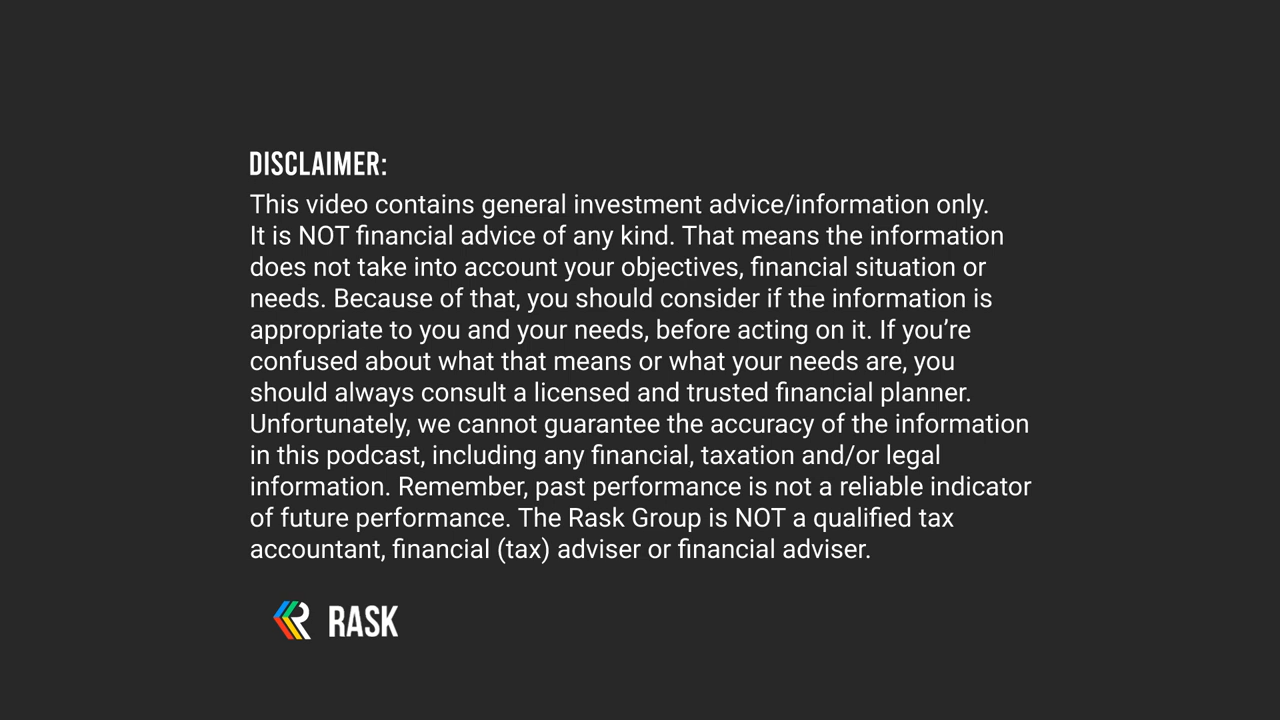 DISCLAIMER:
This video contains general investment advice/information only.
It is NOT financial advice of any kind. That means the information
does not take into account your objectives, financial situation or
needs. Because of that, you should consider if the information is
appropriate to you and your needs, before acting on it. If you’re
confused about what that means or what your needs are, you
should always consult a licensed and trusted financial planner.
Unfortunately, we cannot guarantee the accuracy of the information
in this podcast, including any financial, taxation and/or legal
information. Remember, past performance is not a reliable indicator
of future performance. The Rask Group is NOT a qualified tax
accountant, financial (tax) adviser or financial adviser.
RASK